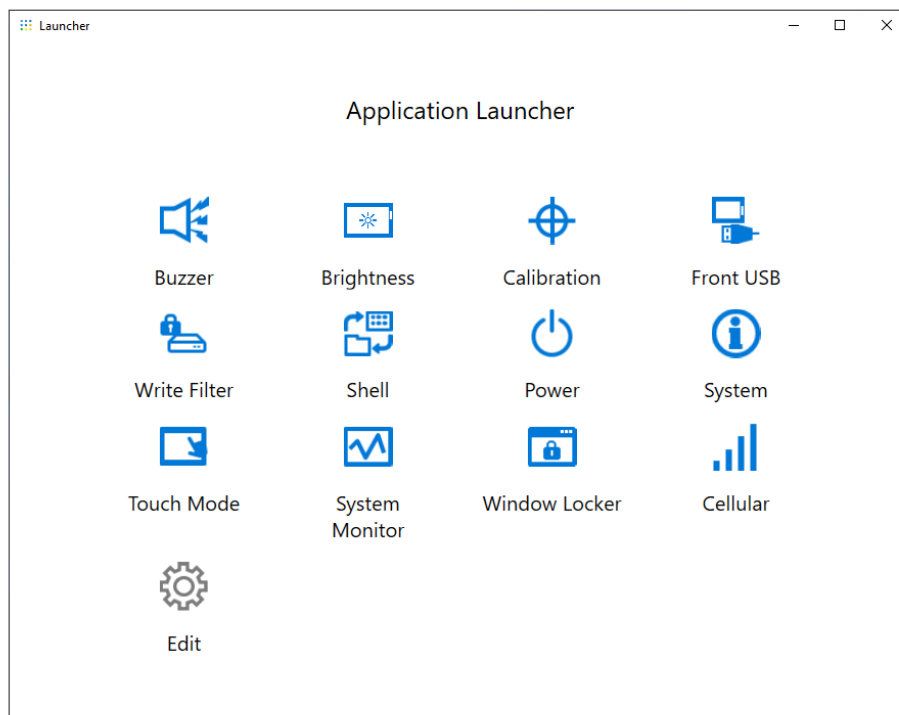 Launcher
Application Launcher
Buzzer
Brightness
Calibration
Front USB
Write Filter
Shell
Power
System
Touch Mode
System
Monitor
Window Locker
Cellular
Edit